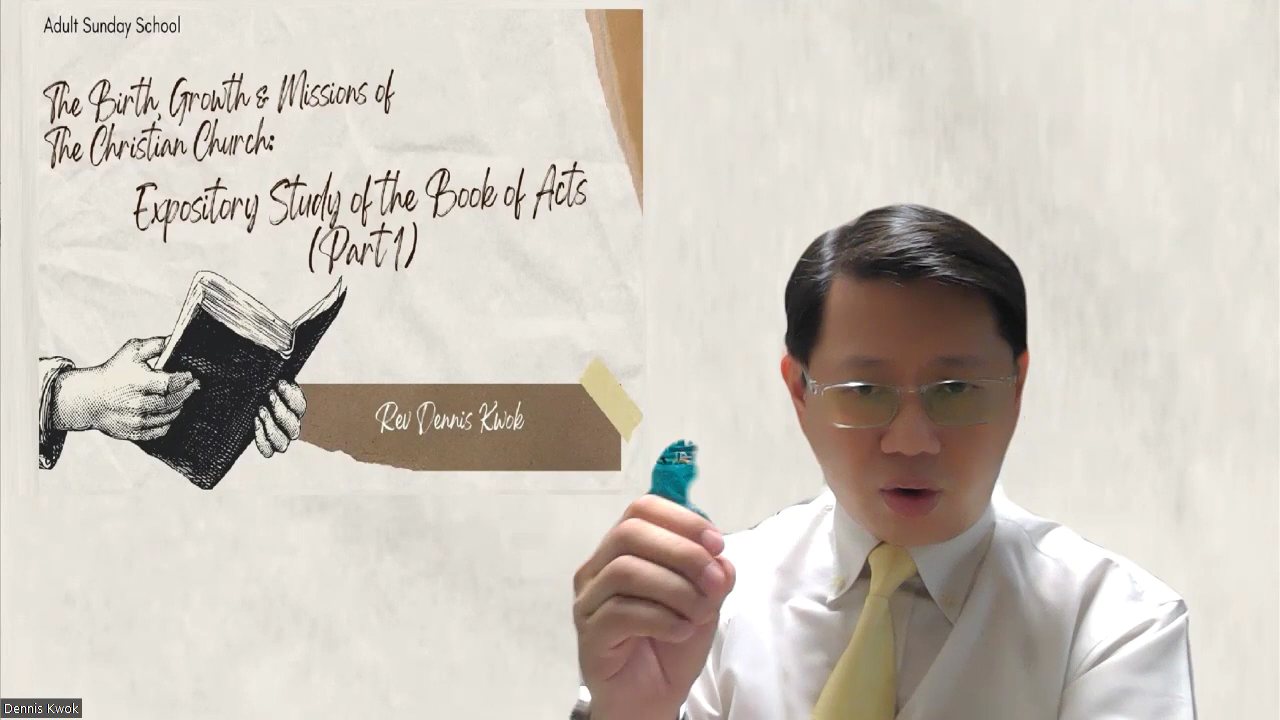 Adult Sunday School
The Birth, Growth & Missions of
The Christian Church:
Expository Study of the Book of Acts
(Part 1)
Rev Dennis Kwok
Dennis Kwok